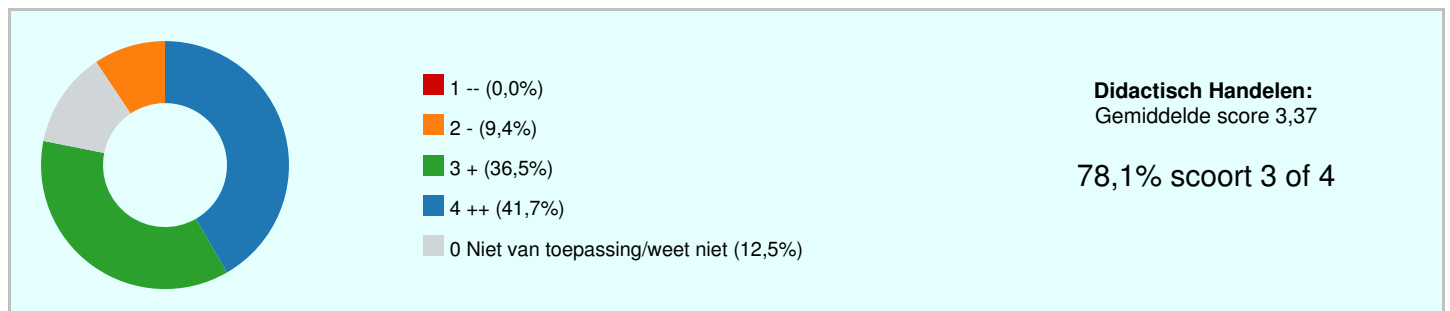 1 -- (0,0%)
2 - (9,4%)
3 + (36,5%)
4 ++ (41,7%)
0 Niet van toepassing/weet niet (12,5%)
Didactisch Handelen:
Gemiddelde score 3,37
78,1% scoort 3 of 4